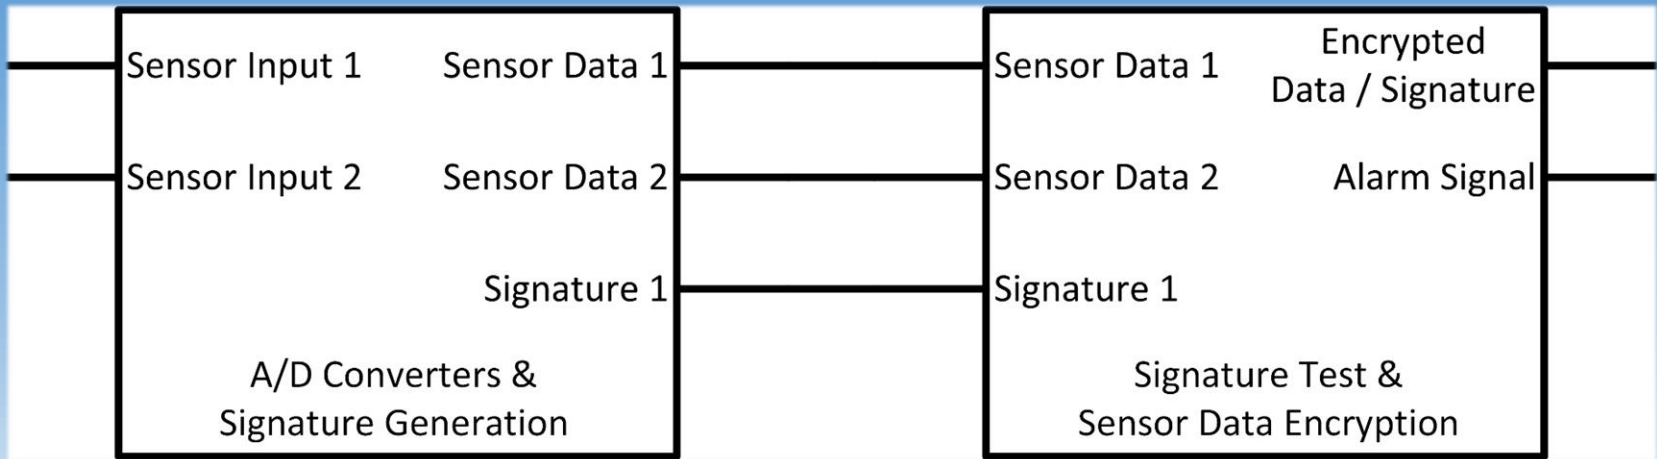 Sensor Input 1
Sensor Data 1
Sensor Input 2
Sensor Data 2
Signature 1
A/D Converters &
Signature Generation
Sensor Data 1
Encrypted
Data / Signature
Sensor Data 2
Alarm Signal
Signature 1
Signature Test &
Sensor Data Encryption